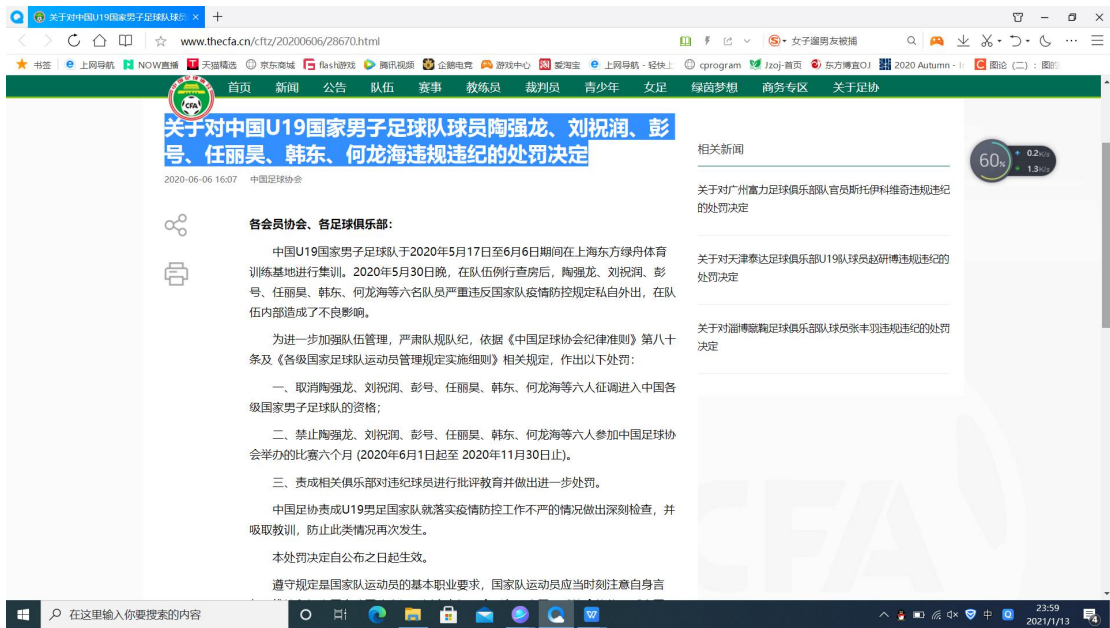 关于对中国U19国家男子足球队球员
www.thecfa.cn/cftz/20200606/28670.html
女子遛男友被捕
书签 上网导航 NOW直播 天猫精选 京东商城 flash游戏 腾讯视频 企鹅电竞 游戏中心 爱淘宝 上网导航 - 轻快上 cprogram Jzoj-首页 东方博宜OJ 2020 Autumn - 图论（二）：图的
首页 新闻 公告 队伍 赛事 教练员 裁判员 青少年 女足 绿茵梦想 商务专区 关于足协
CFA
关于对中国U19国家男子足球队球员陶强龙、刘祝润、彭
号、任丽昊、韩东、何龙海违规违纪的处罚决定
2020-06-06 16:07 中国足球协会
各会员协会、各足球俱乐部：
中国U19国家男子足球队于2020年5月17日至6月6日期间在上海东方绿舟体育
训练基地进行集训。2020年5月30日晚，在队伍例行查房后，陶强龙、刘祝润、彭
号、任丽昊、韩东、何龙海等六名队员严重违反国家队疫情防控规定私自外出，在队
伍内部造成了不良影响。
为进一步加强队伍管理，严肃队规队纪，依据《中国足球协会纪律准则》第八十
条及《各级国家足球队运动员管理规定实施细则》相关规定，作出以下处罚：
一、取消陶强龙、刘祝润、彭号、任丽昊、韩东、何龙海等六人征调进入中国各
级国家男子足球队的资格；
二、禁止陶强龙、刘祝润、彭号、任丽昊、韩东、何龙海等六人参加中国足球协
会举办的比赛六个月 (2020年6月1日起至 2020年11月30日止)。
三、责成相关俱乐部对违纪球员进行批评教育并做出进一步处罚。
中国足协责成U19男足国家队就落实疫情防控工作不严的情况做出深刻检查，并
吸取教训，防止此类情况再次发生。
本处罚决定自公布之日起生效。
遵守规定是国家队运动员的基本职业要求，国家队运动员应当时刻注意自身言
相关新闻
关于对广州富力足球俱乐部队官员斯托伊科维奇违规违纪
的处罚决定
关于对天津泰达足球俱乐部U19队球员赵研博违规违纪的
处罚决定
关于对淄博蹴鞠足球俱乐部队球员张丰羽违规违纪的处罚
决定
60%
0.2K/s
1.3K/s
CFA
在这里输入你要搜索的内容
中
23:59
2021/1/13
4